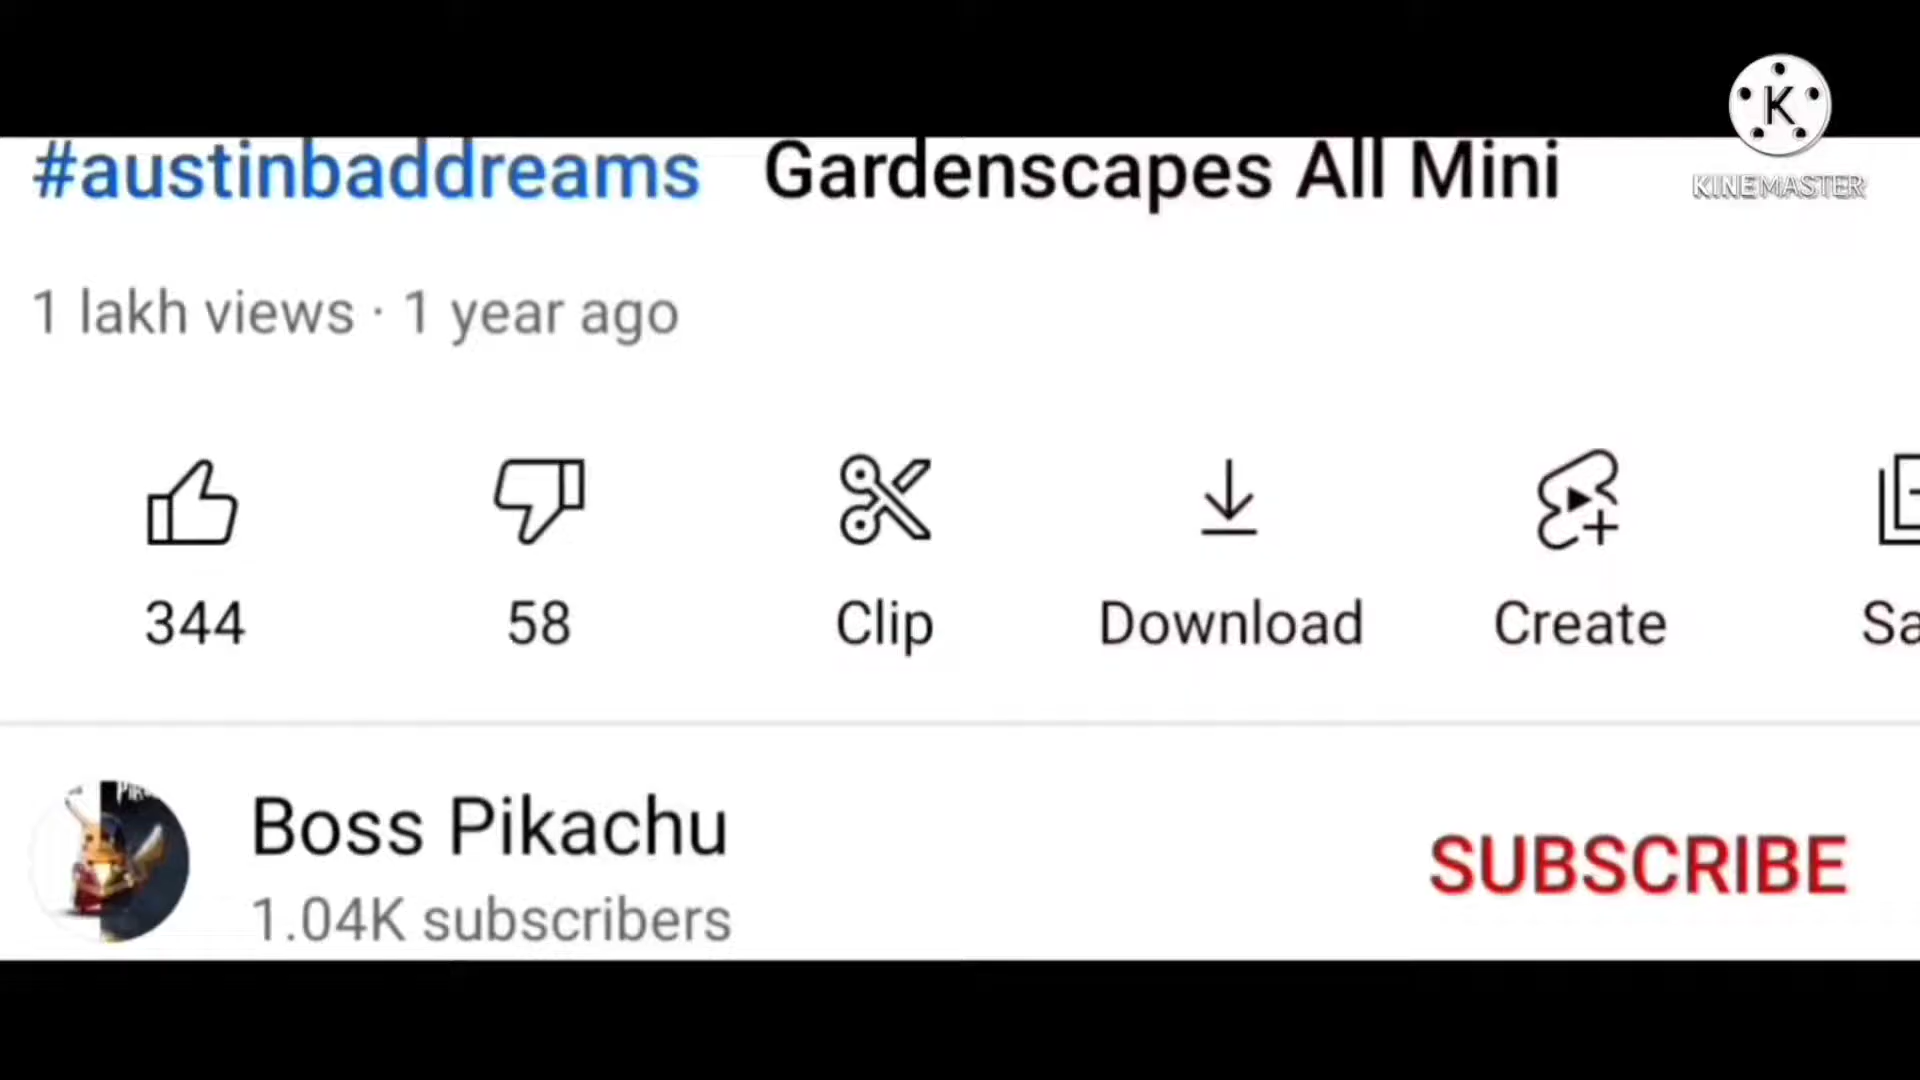 K
KINEMASTER
#austinbaddreams Gardenscapes All Mini
1 lakh views · 1 year ago
344 58 Clip Download Create Sa
Boss Pikachu
1.04K subscribers
SUBSCRIBE